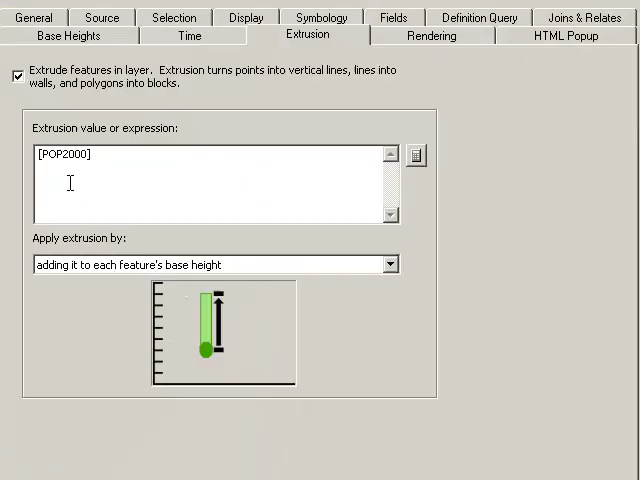 General Source Selection Display Symbology Fields Definition Query Joins & Relates
Base Heights Time Extrusion Rendering HTML Popup
Extrude features in layer. Extrusion turns points into vertical lines, lines into
walls, and polygons into blocks.
Extrusion value or expression:
[POP2000]
Apply extrusion by:
adding it to each feature's base height